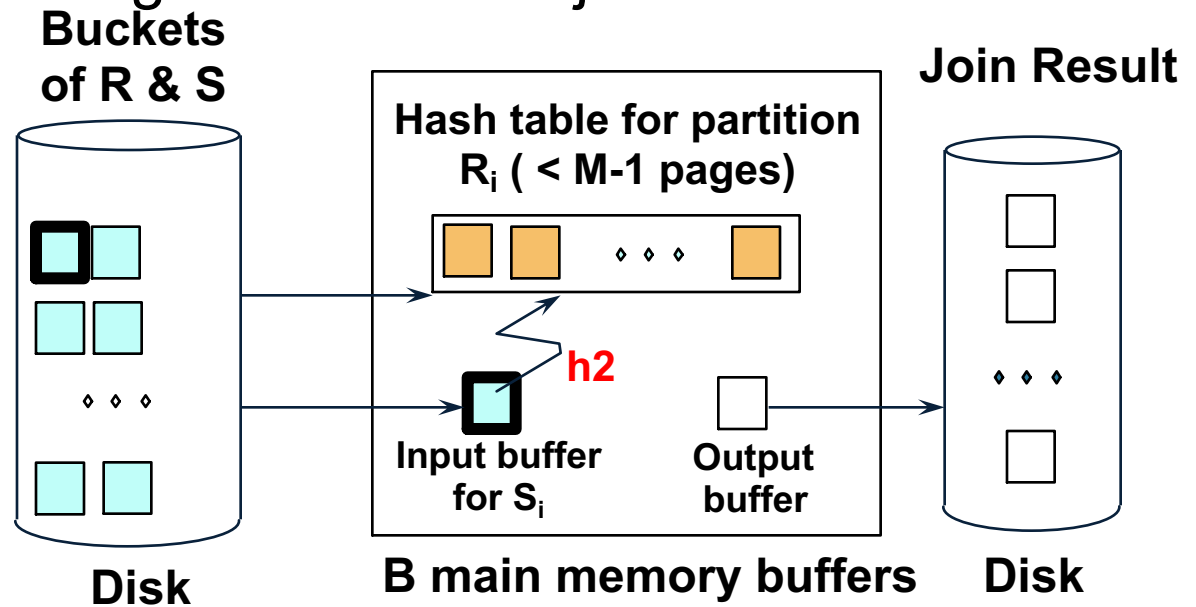 Buckets
of R & S
Join Result
Hash table for partition
Ri ( < M-1 pages)
h2
Input buffer
for Si
Output
buffer
Disk
B main memory buffers
Disk